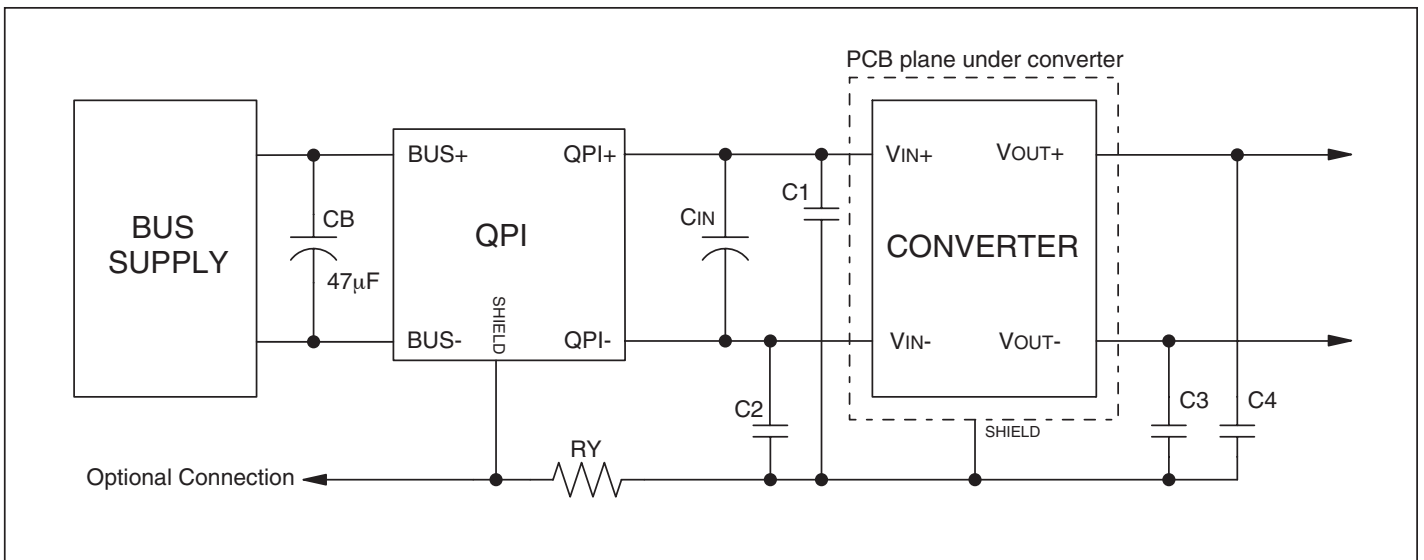 PCB plane under converter
BUS
SUPPLY
CB
47µF
BUS+
BUS-
QPI
SHIELD
QPI+
QPI-
CIN
C1
C2
VIN+
VIN-
CONVERTER
VOUT+
VOUT-
SHIELD
C3
C4
RY
Optional Connection